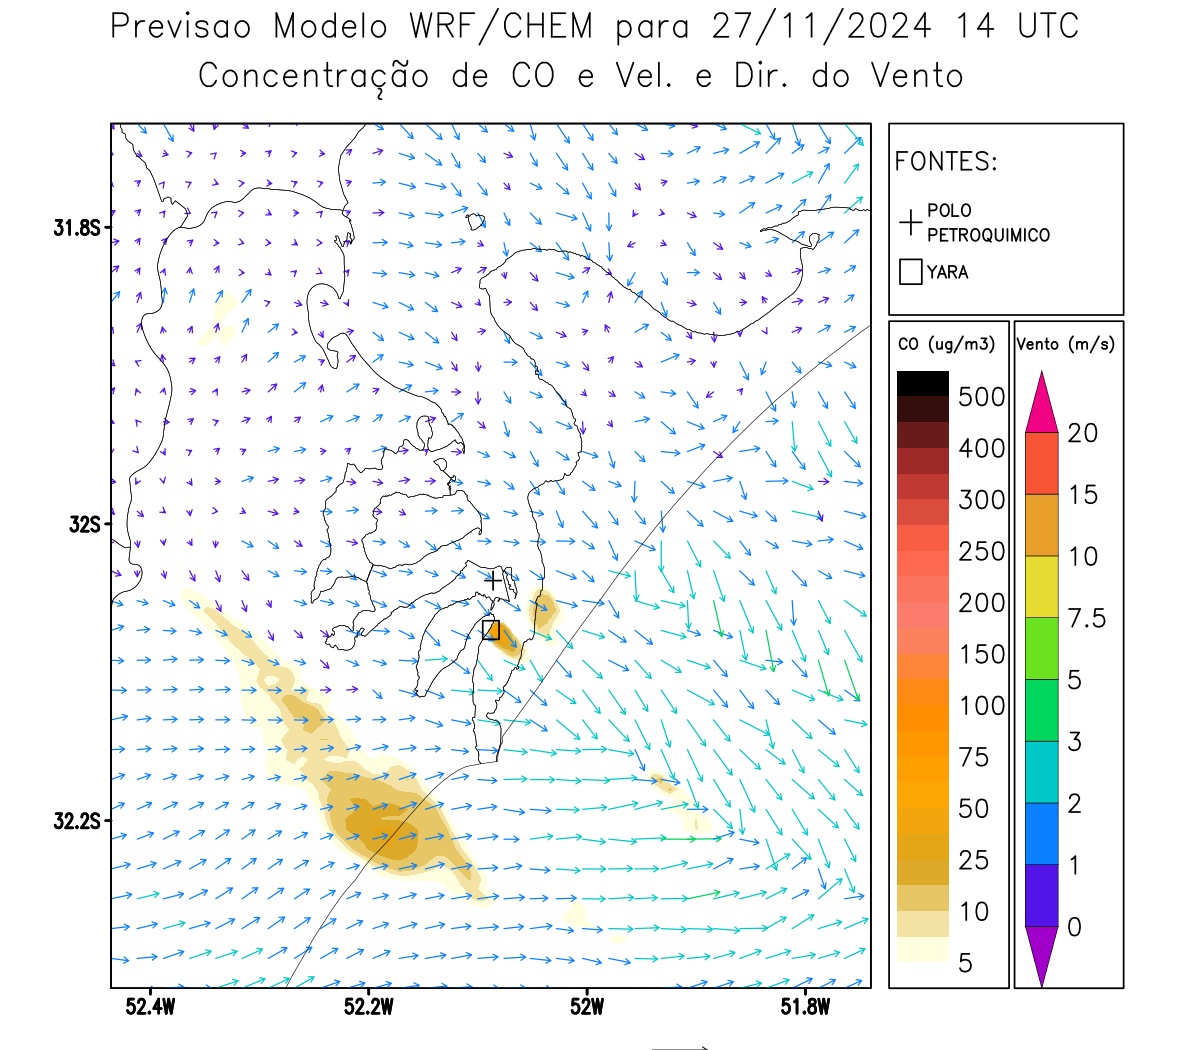 Previsao Modelo WRF/CHEM para 27/11/2024 14 UTC
Concentração de CO e Vel. e Dir. do Vento
FONTES:
POLO
PETROQUIMICO
YARA
CO (ug/m3)
500
400
300
250
200
150
100
75
50
25
10
5
Vento (m/s)
20
15
10
7.5
5
3
2
1
0
31.8S
32S
32.2S
52.4W 52.2W 52W 51.8W